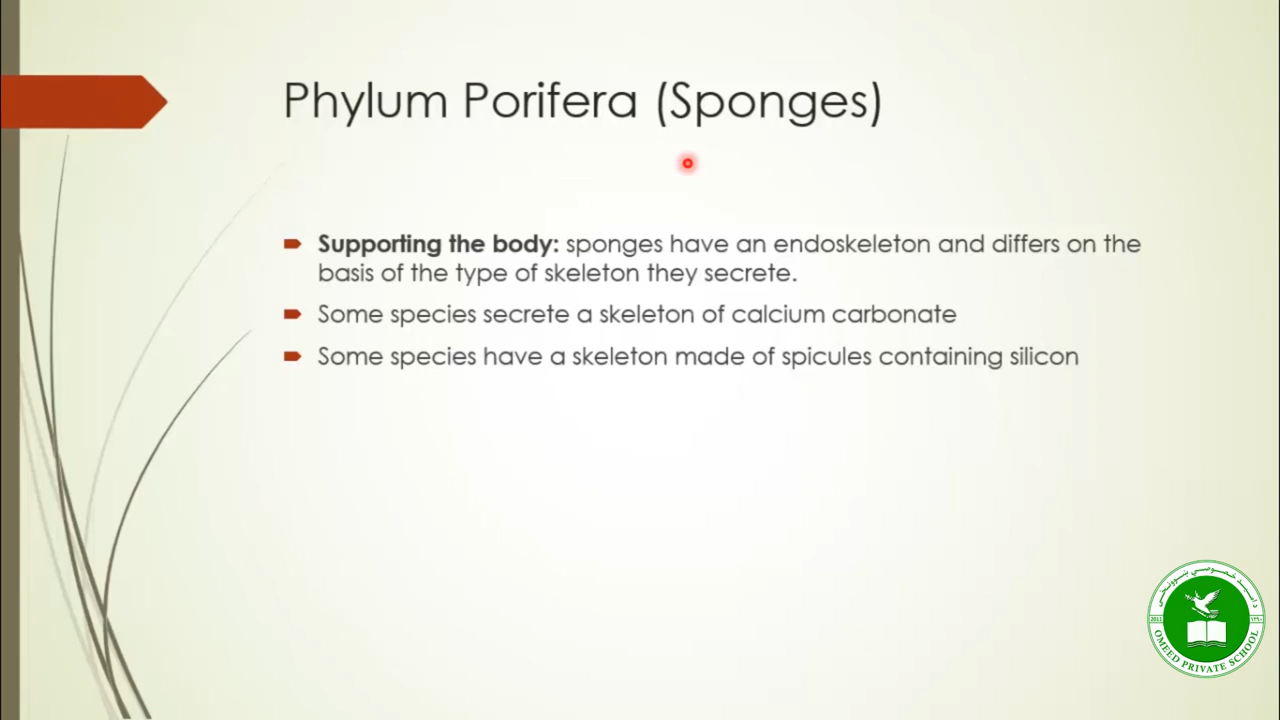 Phylum Porifera (Sponges)
Supporting the body: sponges have an endoskeleton and differs on the
basis of the type of skeleton they secrete.
Some species secrete a skeleton of calcium carbonate
Some species have a skeleton made of spicules containing silicon
2011
١٣٩٠
OMEED PRIVATE SCHOOL